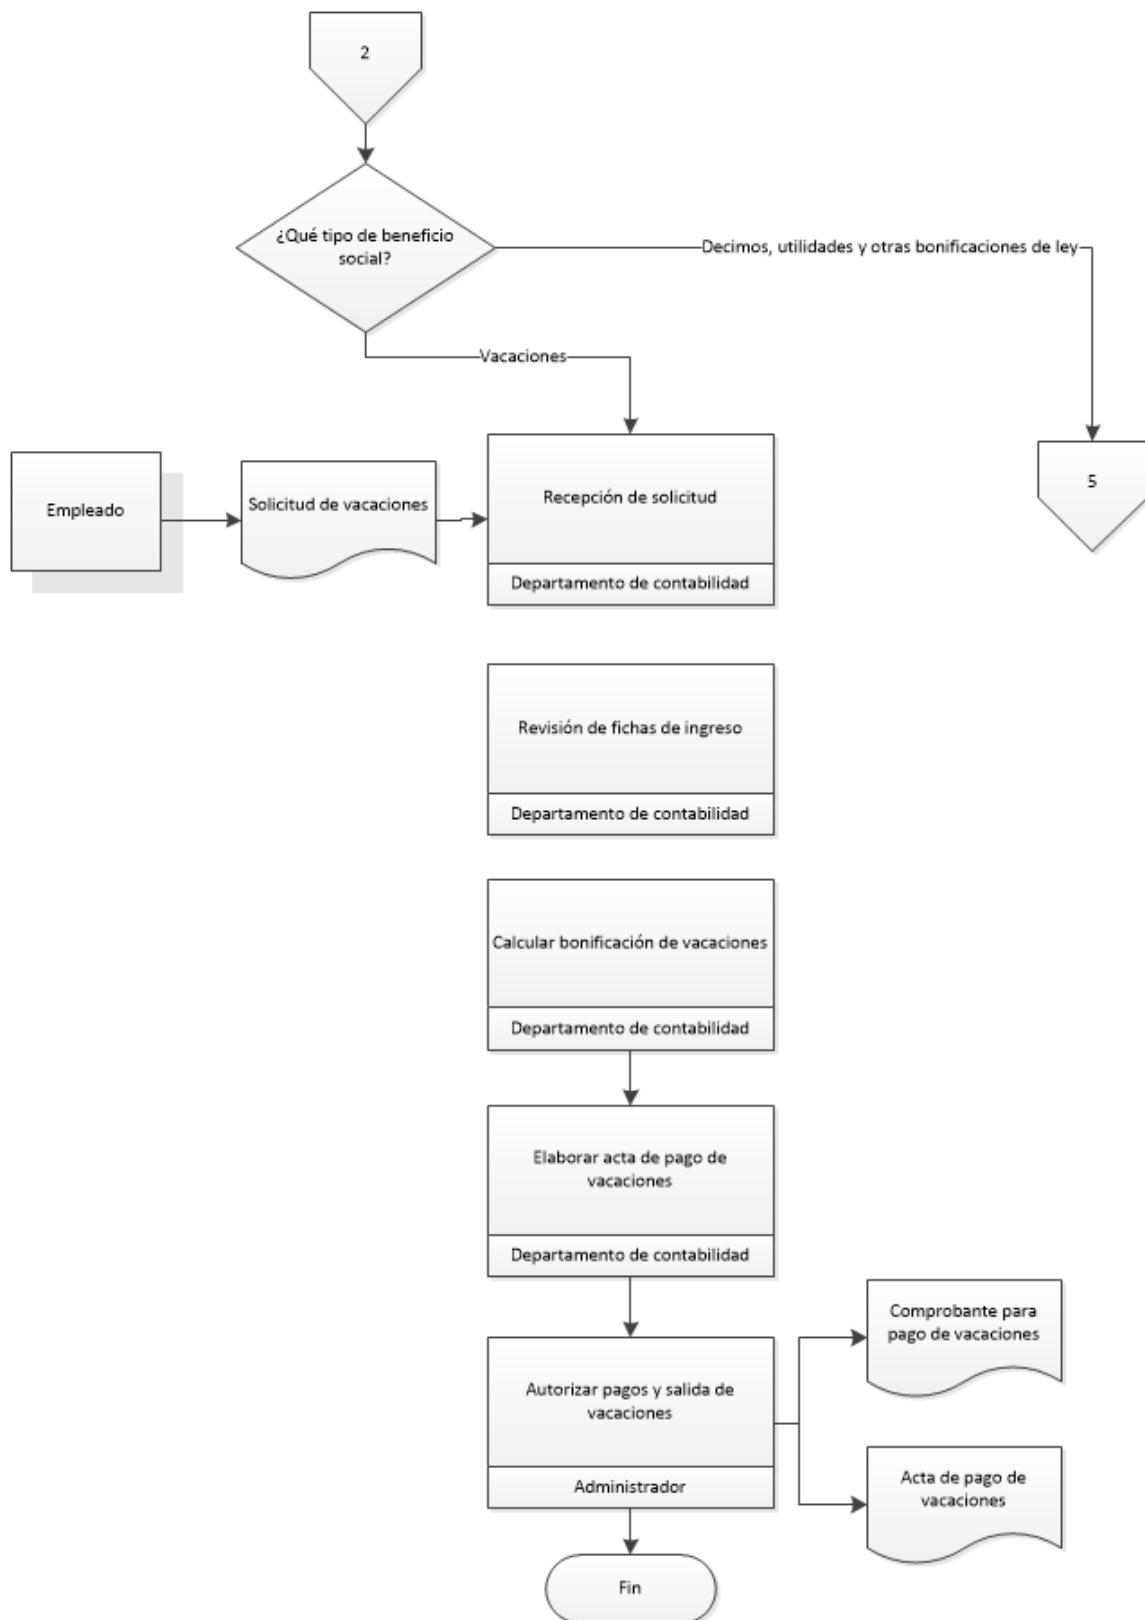 2
¿Qué tipo de beneficio
social?
Decimos, utilidades y otras bonificaciones de ley
Vacaciones
Empleado
Solicitud de vacaciones
Recepción de solicitud
Departamento de contabilidad
5
Revisión de fichas de ingreso
Departamento de contabilidad
Calcular bonificación de vacaciones
Departamento de contabilidad
Elaborar acta de pago de
vacaciones
Departamento de contabilidad
Comprobante para
pago de vacaciones
Autorizar pagos y salida de
vacaciones
Administrador
Acta de pago de
vacaciones
Fin